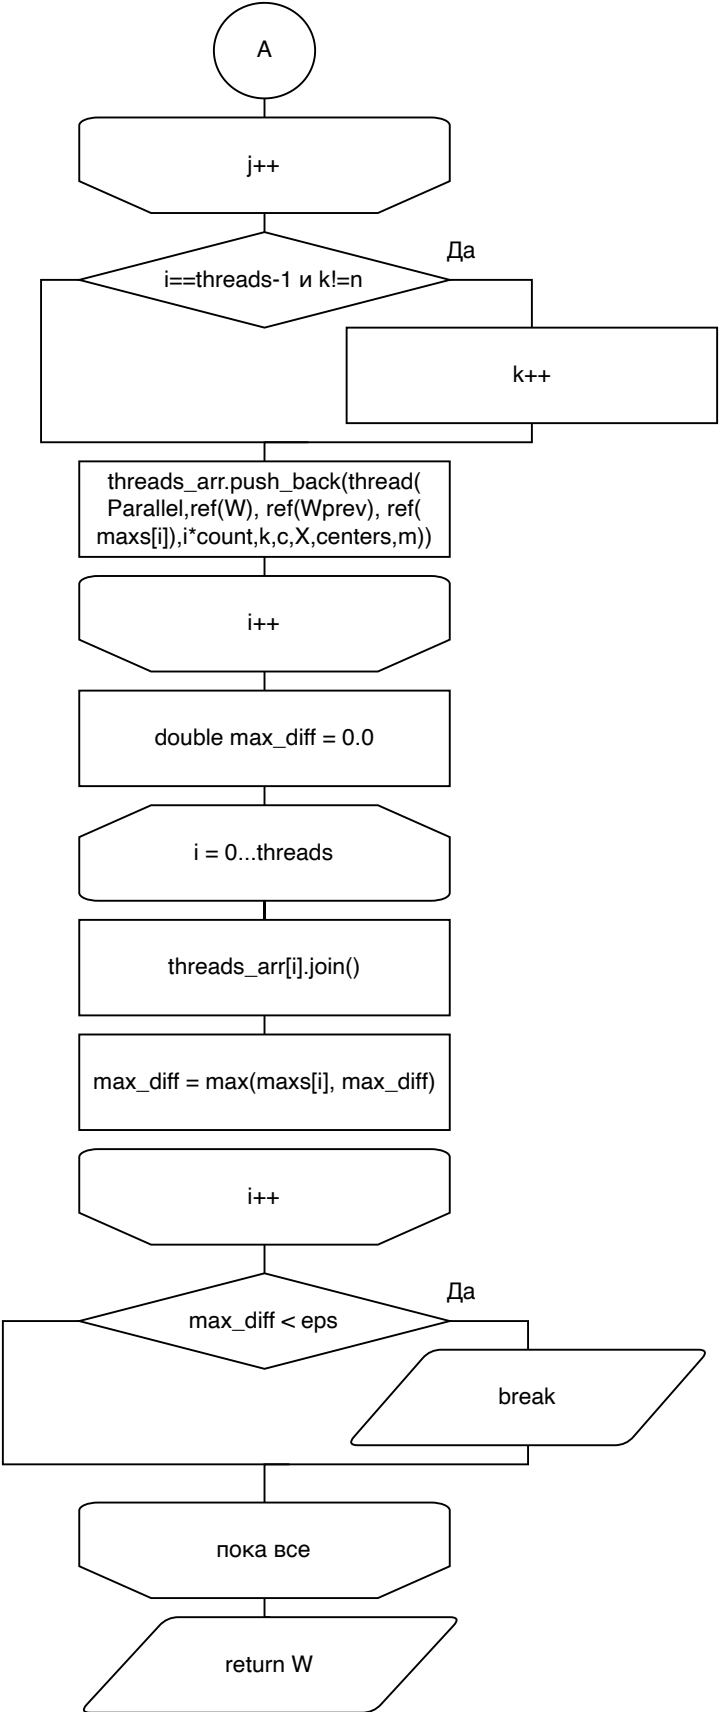 A
j++
Да
i==threads-1 и k!=n
k++
threads_arr.push_back(thread(
Parallel,ref(W), ref(Wprev), ref(
maxs[i]),i*count,k,c,X,centers,m))
i++
double max_diff = 0.0
i = 0...threads
threads_arr[i].join()
max_diff = max(maxs[i], max_diff)
i++
Да
max_diff < eps
break
пока все
return W